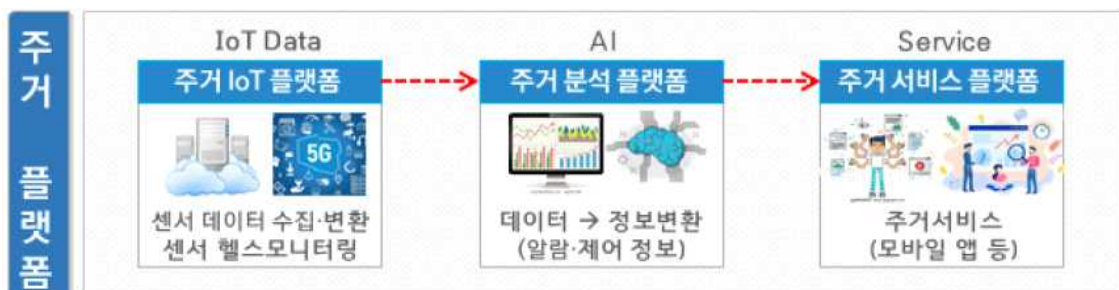 주거 플랫폼
IoT Data
주거 IoT 플랫폼
5G
센서 데이터 수집·변환
센서 헬스모니터링
AI
주거 분석 플랫폼
데이터 → 정보변환
(알람·제어 정보)
Service
주거 서비스 플랫폼
주거서비스
(모바일 앱 등)